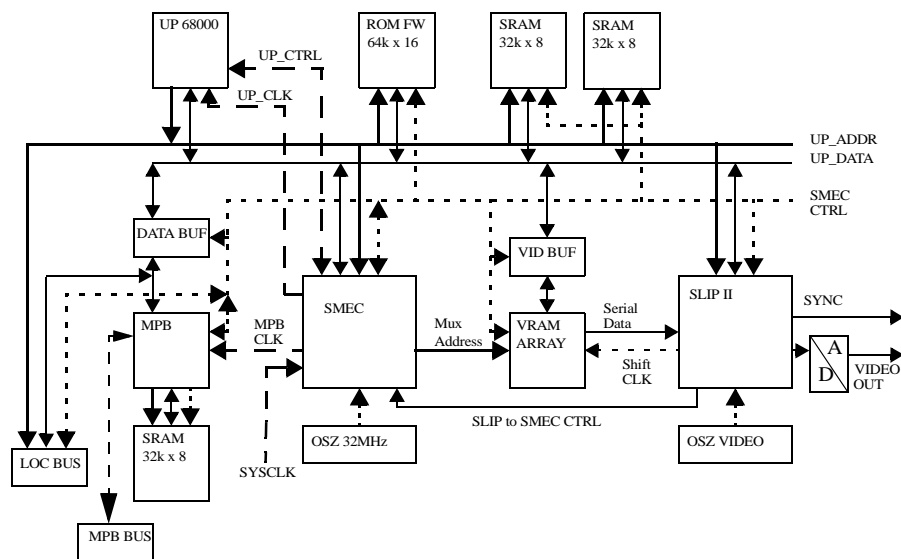 UP 68000
ROM FW
64k x 16
SRAM
32k x 8
SRAM
32k x 8
UP_CTRL
UP_CLK
UP_ADDR
UP_DATA
SMEC
CTRL
DATA BUF
VID BUF
SMEC
SLIP II
SYNC
MPB
MPB
CLK
Mux
Address
VRAM
ARRAY
Serial
Data
Shift
CLK
A
D
VIDEO
OUT
SLIP to SMEC CTRL
SRAM
32k x 8
OSZ 32MHz
OSZ VIDEO
LOC BUS
SYSCLK
MPB BUS